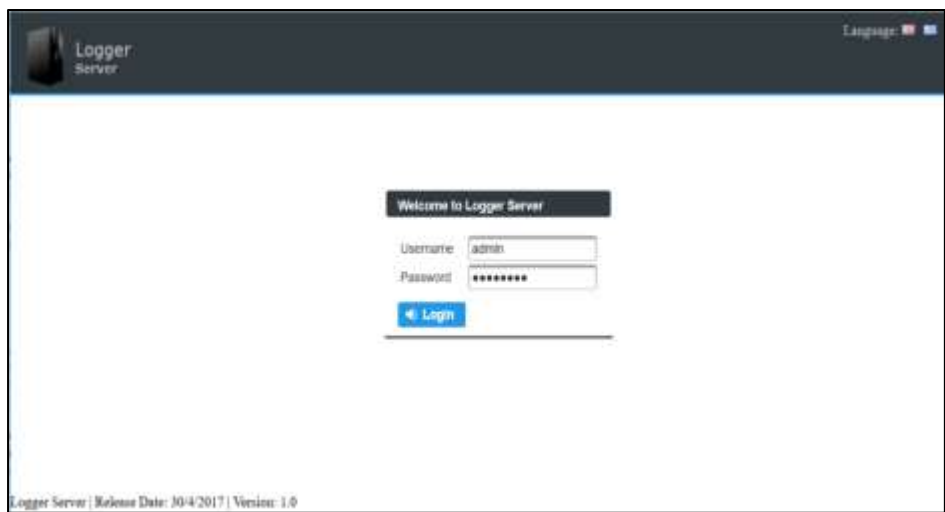 Logger
Server
Language:
Welcome to Logger Server
Username admin
Password ••••••••
Login
Logger Server | Release Date: 30/4/2017 | Version: 1.0